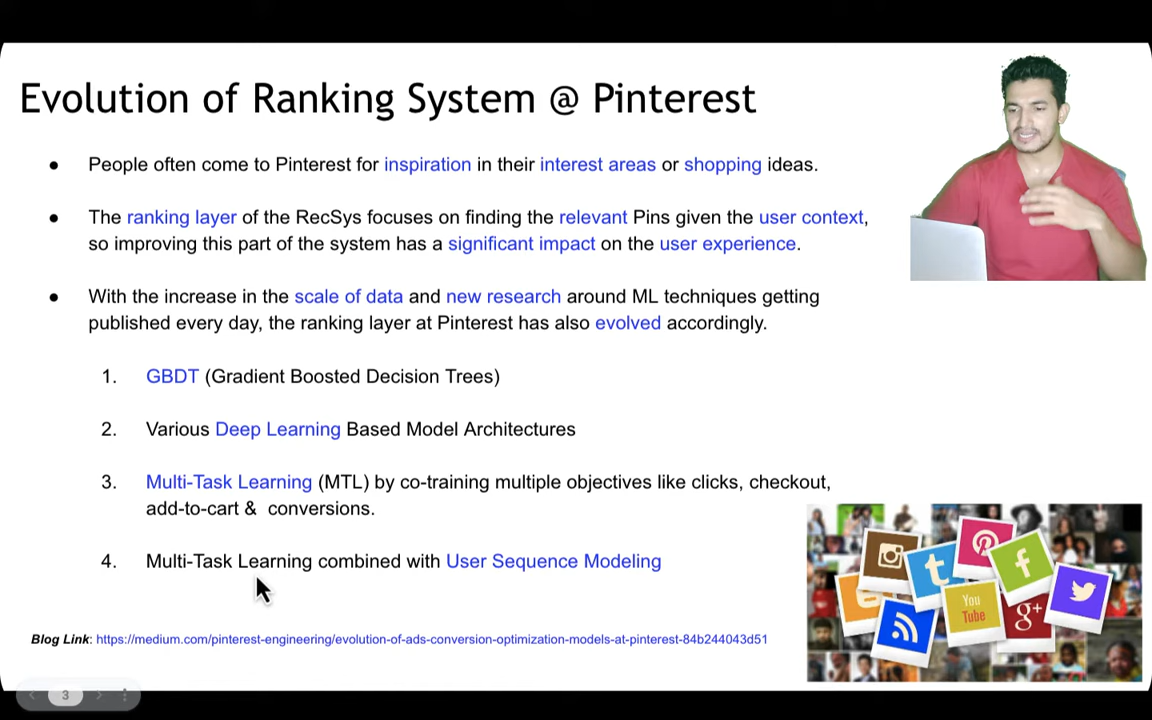 Evolution of Ranking System @ Pinterest
● People often come to Pinterest for inspiration in their interest areas or shopping ideas.
● The ranking layer of the RecSys focuses on finding the relevant Pins given the user context,
so improving this part of the system has a significant impact on the user experience.
● With the increase in the scale of data and new research around ML techniques getting
published every day, the ranking layer at Pinterest has also evolved accordingly.
1. GBDT (Gradient Boosted Decision Trees)
2. Various Deep Learning Based Model Architectures
3. Multi-Task Learning (MTL) by co-training multiple objectives like clicks, checkout,
add-to-cart & conversions.
4. Multi-Task Learning combined with User Sequence Modeling
You
Tube
g+
Blog Link: https://medium.com/pinterest-engineering/evolution-of-ads-conversion-optimization-models-at-pinterest-84b244043d51
3